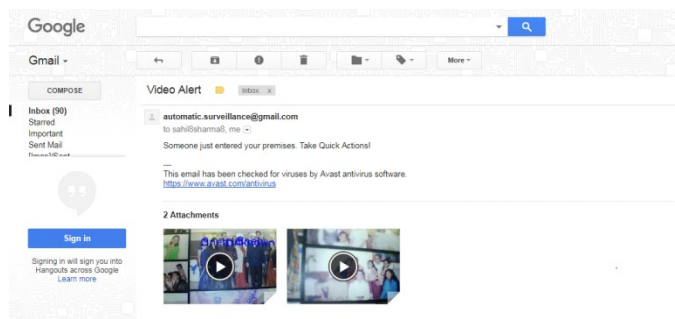 Google
Gmail
More
COMPOSE
Video Alert
Inbox x
Inbox (90)
Starred
Important
Sent Mail
automatic.surveillance@gmail.com
to sahil8sharma8, me
Someone just entered your premises. Take Quick Actions!
---
This email has been checked for viruses by Avast antivirus software.
https://www.avast.com/antivirus
2 Attachments
Sign in
Signing in will sign you into
Hangouts across Google
Learn more